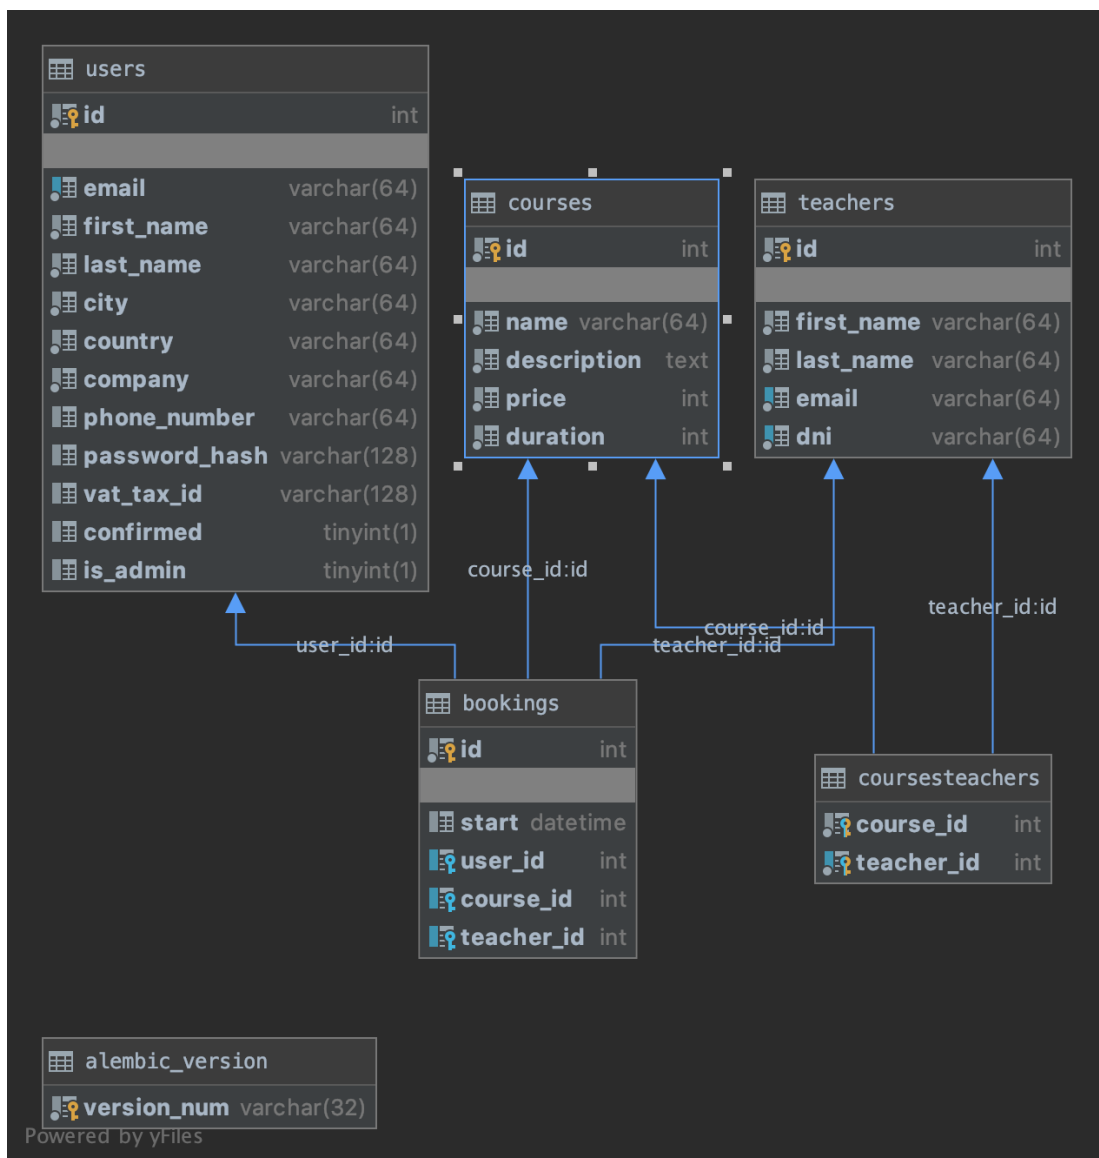 users
id int
email varchar(64)
first_name varchar(64)
last_name varchar(64)
city varchar(64)
country varchar(64)
company varchar(64)
phone_number varchar(64)
password_hash varchar(128)
vat_tax_id varchar(128)
confirmed tinyint(1)
is_admin tinyint(1)
courses
id int
name varchar(64)
description text
price int
duration int
teachers
id int
first_name varchar(64)
last_name varchar(64)
email varchar(64)
dni varchar(64)
course_id:id
teacher_id:id
course_id:id
user_id:id
teacher_id:id
bookings
id int
start datetime
user_id int
course_id int
teacher_id int
coursesteachers
course_id int
teacher_id int
alembic_version
version_num varchar(32)
Powered by yFiles